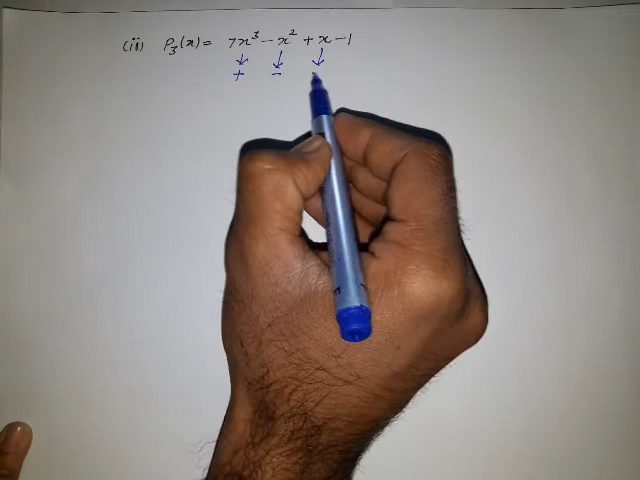 (ii) P₃(x) = 7x³ - x² + x - 1
↓ ↓ ↓
+ -